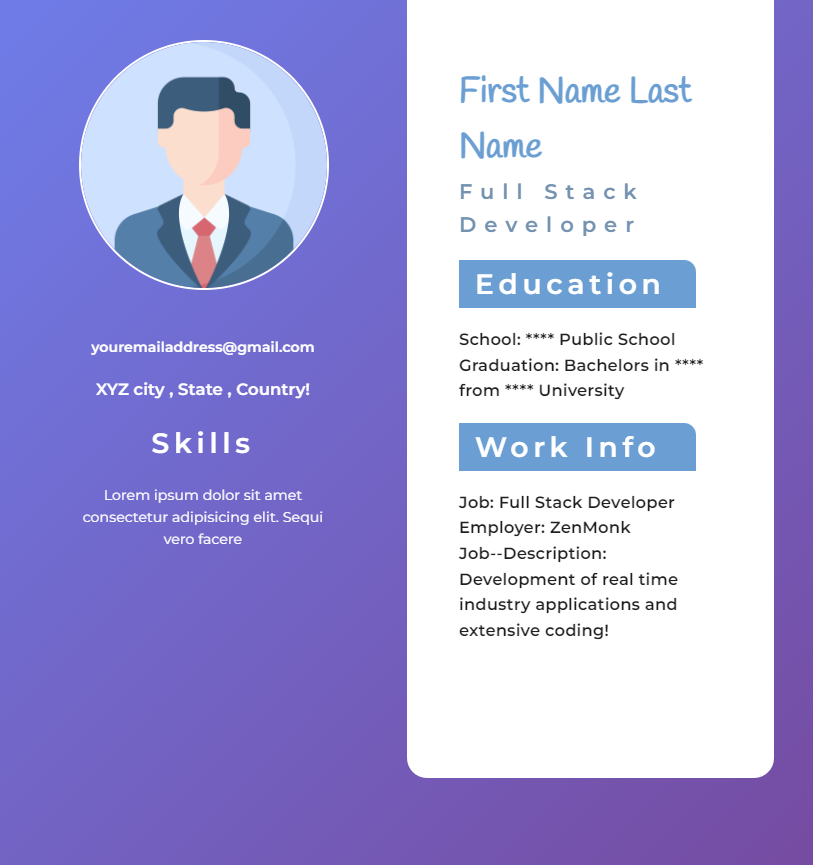 youremailaddress@gmail.com
XYZ city , State , Country!
Skills
Lorem ipsum dolor sit amet
consectetur adipisicing elit. Sequi
vero facere
First Name Last
Name
Full Stack
Developer
Education
School: **** Public School
Graduation: Bachelors in ****
from **** University
Work Info
Job: Full Stack Developer
Employer: ZenMonk
Job--Description:
Development of real time
industry applications and
extensive coding!